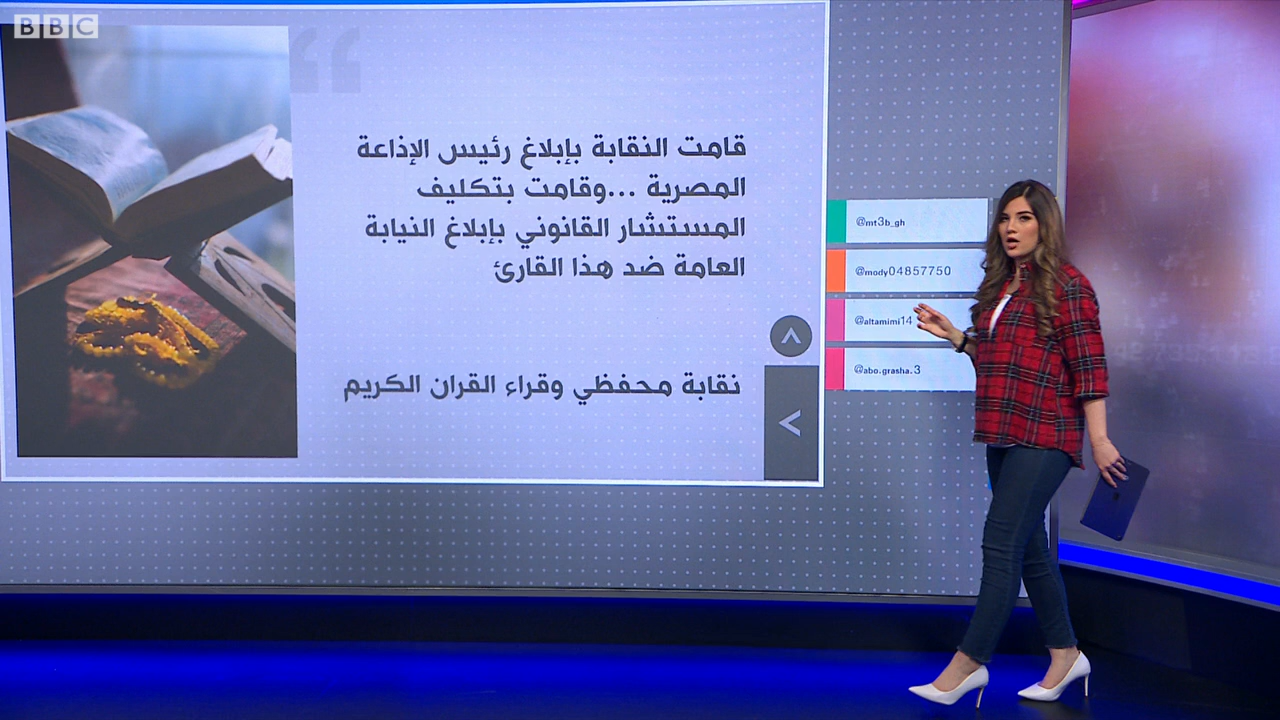 BBC
قامت النقابة بإبلاغ رئيس الإذاعة
المصرية ...وقامت بتكليف
المستشار القانوني بإبلاغ النيابة
العامة ضد هذا القارئ
نقابة محفظي وقراء القران الكريم
@mt3b_gh
@mody04857750
@altamimi14
@abo.grasha.3